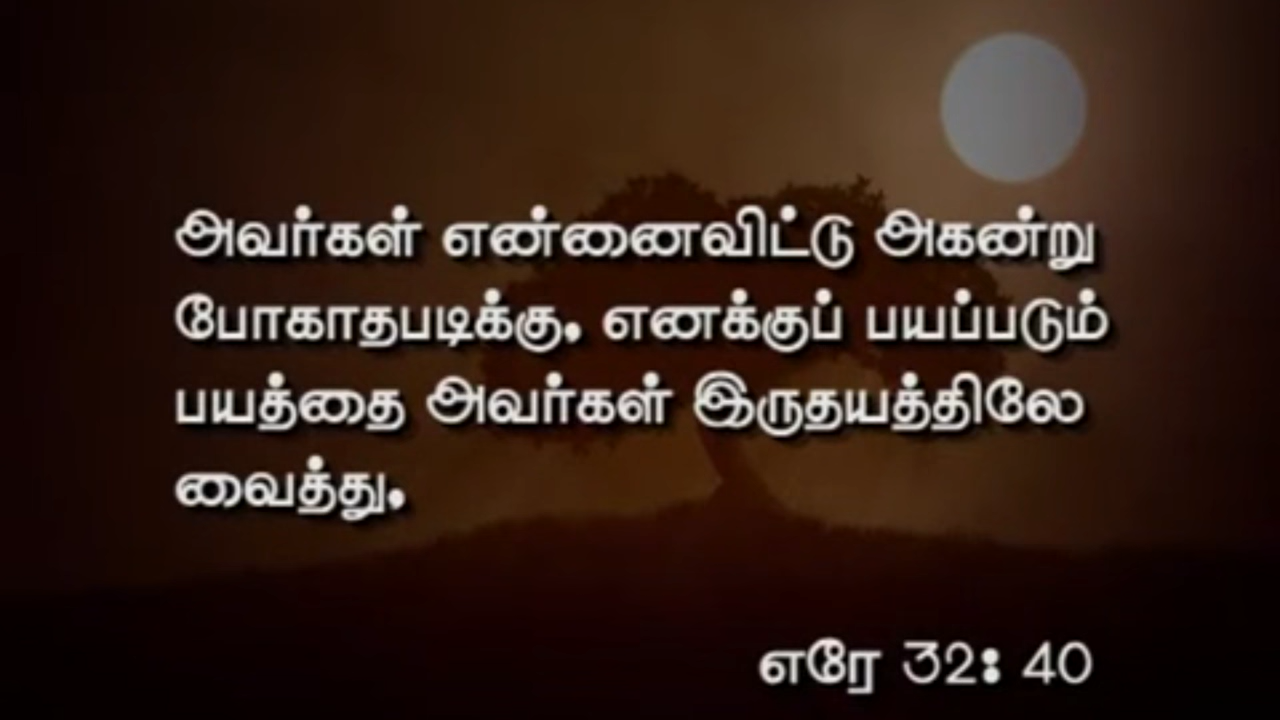 அவர்கள் என்னைவிட்டு அகன்று
போகாதபடிக்கு, எனக்குப் பயப்படும்
பயத்தை அவர்கள் இருதயத்திலே
வைத்து,
எரே 32: 40